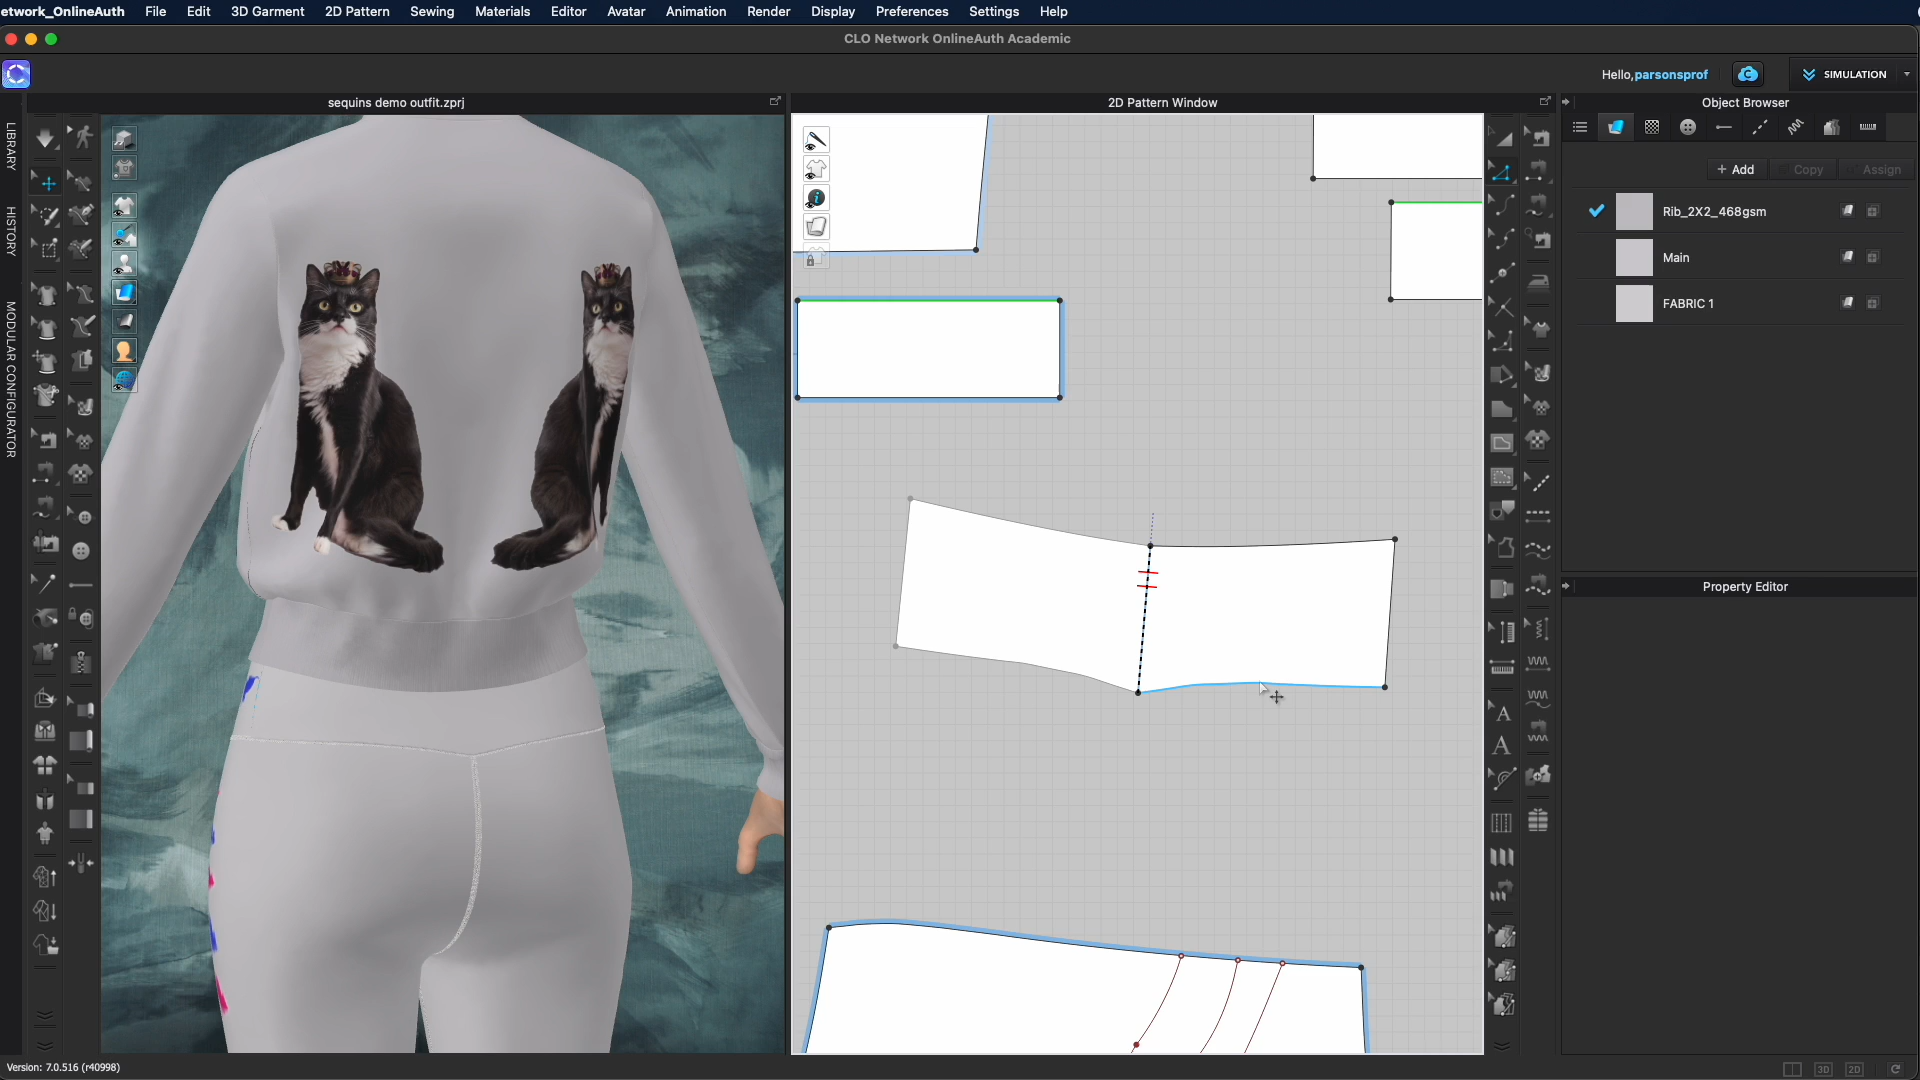 etwork_OnlineAuth File Edit 3D Garment 2D Pattern Sewing Materials Editor Avatar Animation Render Display Preferences Settings Help
CLO Network OnlineAuth Academic
Hello,parsonsprof
SIMULATION
sequins demo outfit.zprj
2D Pattern Window
Object Browser
LIBRARY
HISTORY
MODULAR CONFIGURATOR
+ Add
Copy
Assign
Rib_2X2_468gsm
Main
FABRIC 1
Property Editor
A
A
Version: 7.0.516 (r40998)
3D
2D